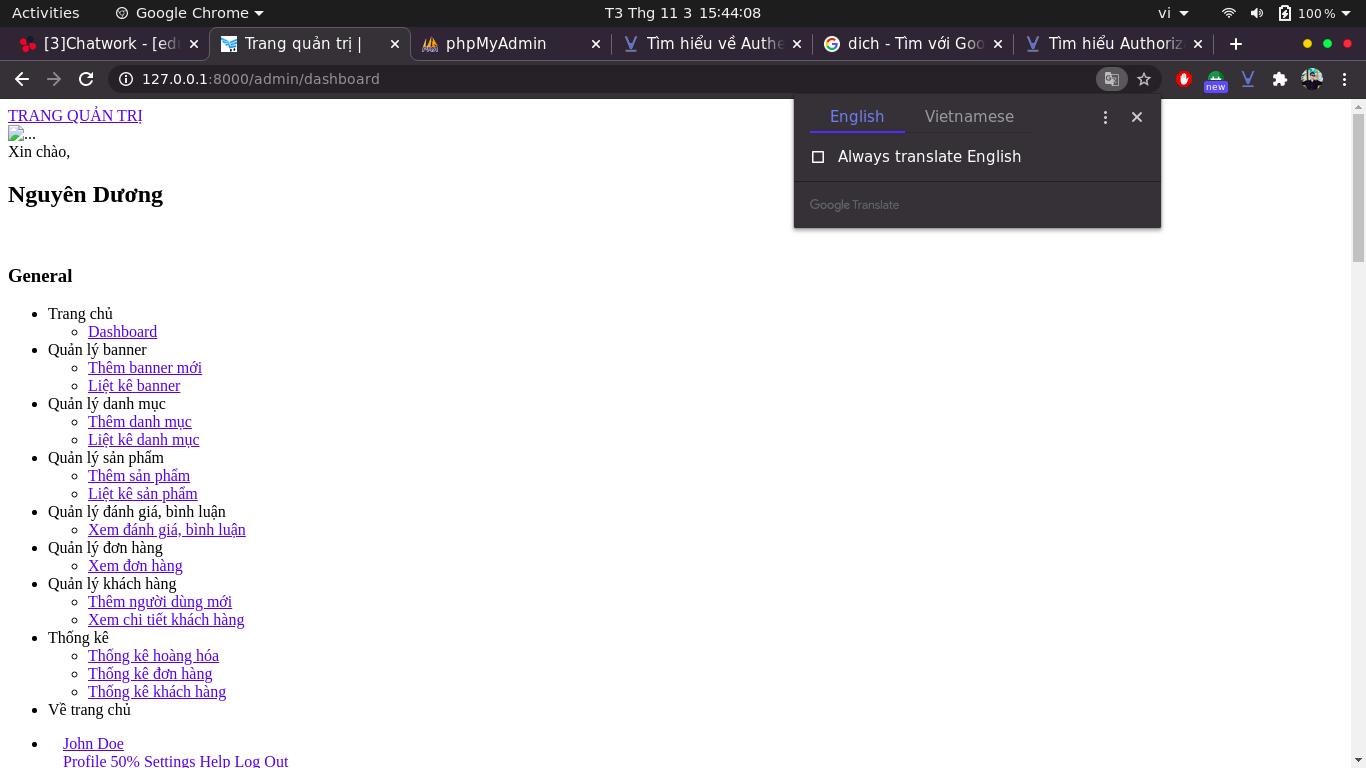 Activities Google Chrome T3 Thg 11 3 15:44:08 vi 100 %
[3]Chatwork - [edu Trang quản trị | phpMyAdmin Tìm hiểu về Authe dich - Tìm với Goo Tìm hiểu Authoriz
127.0.0.1:8000/admin/dashboard new
English Vietnamese
Always translate English
Google Translate
TRANG QUẢN TRỊ
...
Xin chào,
Nguyên Dương
General
Trang chủ
Dashboard
Quản lý banner
Thêm banner mới
Liệt kê banner
Quản lý danh mục
Thêm danh mục
Liệt kê danh mục
Quản lý sản phẩm
Thêm sản phẩm
Liệt kê sản phẩm
Quản lý đánh giá, bình luận
Xem đánh giá, bình luận
Quản lý đơn hàng
Xem đơn hàng
Quản lý khách hàng
Thêm người dùng mới
Xem chi tiết khách hàng
Thống kê
Thống kê hoàng hóa
Thống kê đơn hàng
Thống kê khách hàng
Về trang chủ
John Doe
Profile 50% Settings Help Log Out